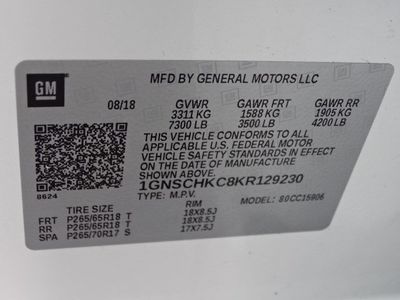 GM
MFD BY GENERAL MOTORS LLC
08/18 GVWR GAWR FRT GAWR RR
3311 KG 1588 KG 1905 KG
7300 LB 3500 LB 4200 LB
THIS VEHICLE CONFORMS TO ALL
APPLICABLE U.S. FEDERAL MOTOR
VEHICLE SAFETY STANDARDS IN EFFECT
ON THE DATE OF MANUFACTURE
SHOWN ABOVE.
1GNSCHKC8KR129230
8624 TYPE: M.P.V. MODEL: 80CC15906
TIRE SIZE RIM
FRT P265/65R18 T 18X8.5J
RR P265/65R18 T 18X8.5J
SPA P265/70R17 S 17X7.5J